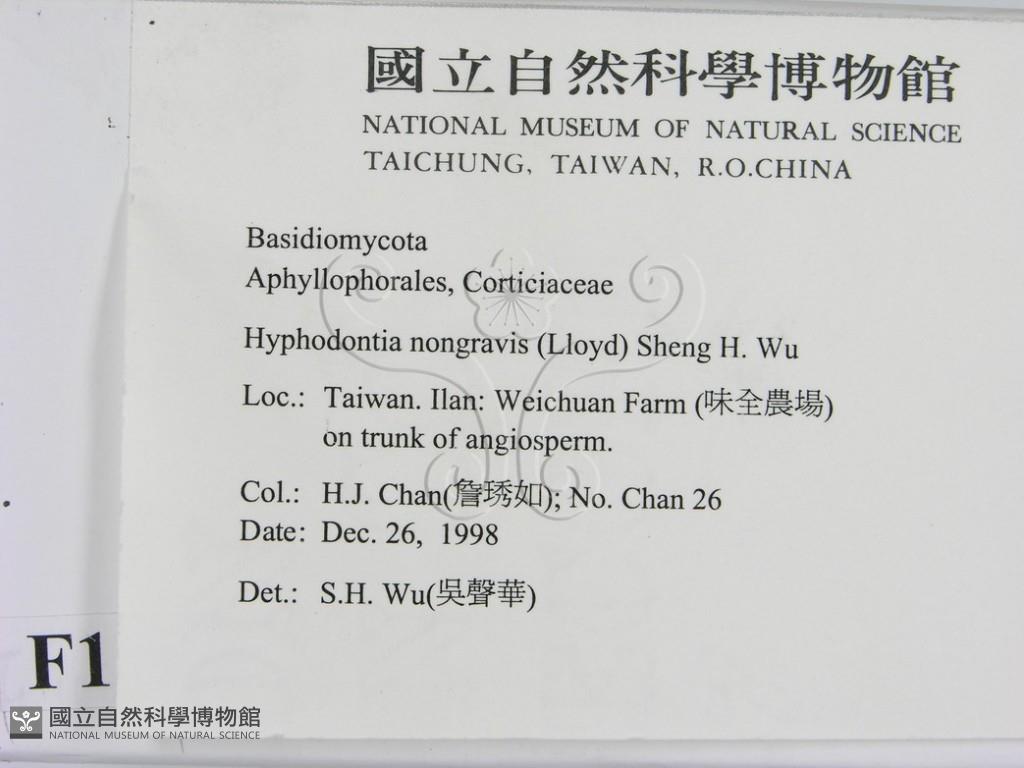 國立自然科學博物館
NATIONAL MUSEUM OF NATURAL SCIENCE
TAICHUNG, TAIWAN, R.O.CHINA
Basidiomycota
Aphyllophorales, Corticiaceae
Hyphodontia nongravis (Lloyd) Sheng H. Wu
Loc.: Taiwan. Ilan: Weichuan Farm (味全農場)
on trunk of angiosperm.
Col.: H.J. Chan(詹琇如); No. Chan 26
Date: Dec. 26, 1998
Det.: S.H. Wu(吳聲華)
F1
國立自然科學博物館
NATIONAL MUSEUM OF NATURAL SCIENCE